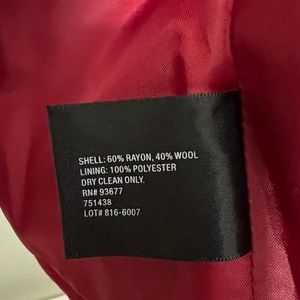 SHELL: 60% RAYON, 40% WOOL
LINING: 100% POLYESTER
DRY CLEAN ONLY.
RN# 93677
751438
LOT# 816-6007